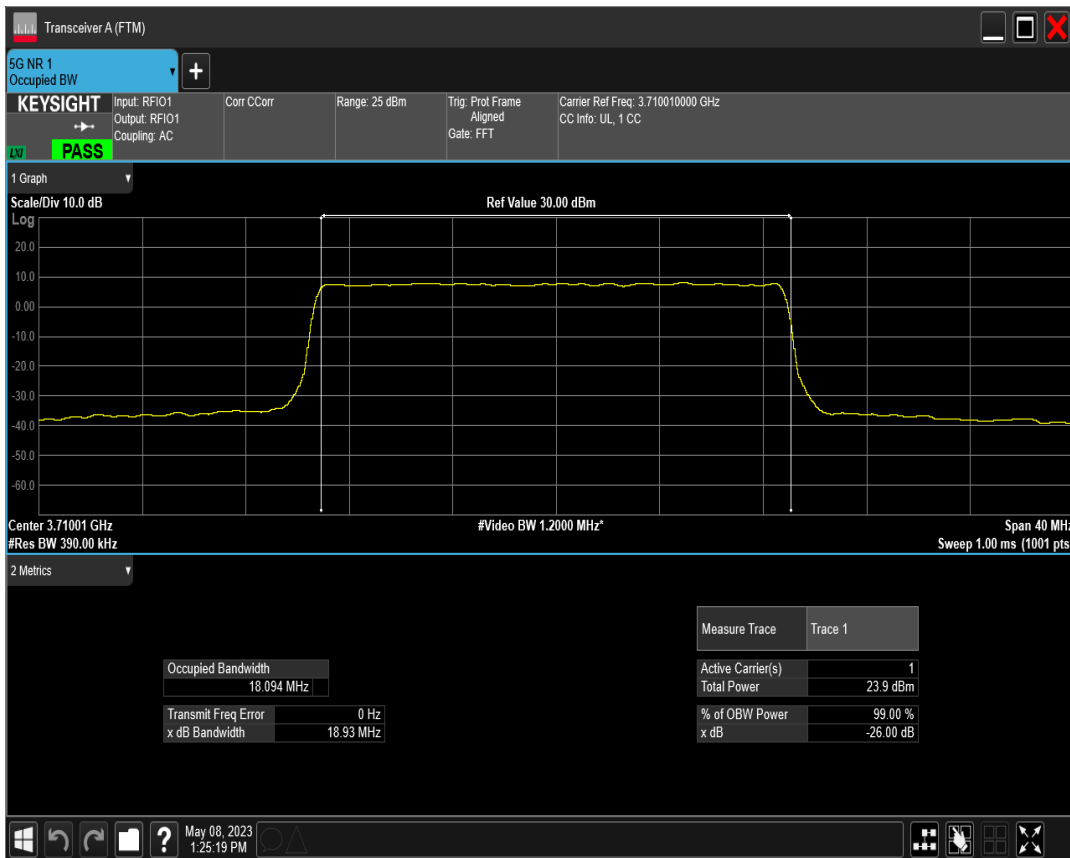 Transceiver A (FTM)
5G NR 1
Occupied BW
+
KEYSIGHT
LXI
PASS
Input: RFIO1
Output: RFIO1
Coupling: AC
Corr CCorr
Range: 25 dBm
Trig: Prot Frame
Aligned
Gate: FFT
Carrier Ref Freq: 3.710010000 GHz
CC Info: UL, 1 CC
1 Graph
Scale/Div 10.0 dB
Ref Value 30.00 dBm
Log
20.0
10.0
0.00
-10.0
-20.0
-30.0
-40.0
-50.0
-60.0
Center 3.71001 GHz
#Video BW 1.2000 MHz*
Span 40 MHz
#Res BW 390.00 kHz
Sweep 1.00 ms (1001 pts
2 Metrics
Measure Trace Trace 1
Occupied Bandwidth
18.094 MHz
Active Carrier(s) 1
Total Power 23.9 dBm
Transmit Freq Error 0 Hz
x dB Bandwidth 18.93 MHz
% of OBW Power 99.00 %
x dB -26.00 dB
?
May 08, 2023
1:25:19 PM